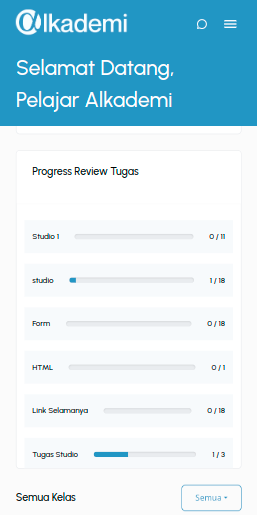 Alkademi
Selamat Datang,
Pelajar Alkademi
Progress Review Tugas
Studio 1 0 / 11
studio 1 / 18
Form 0 / 18
HTML 0 / 1
Link Selamanya 0 / 18
Tugas Studio 1 / 3
Semua Kelas Semua